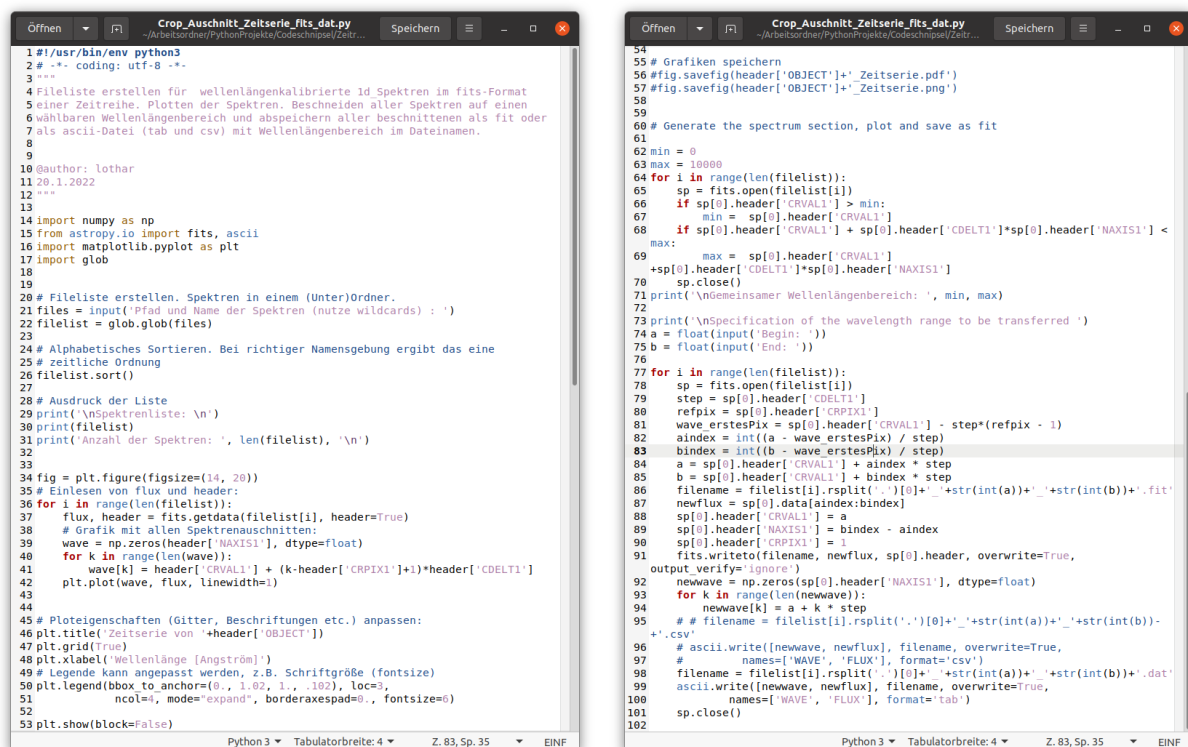 Öffnen
Crop_Auschnitt_Zeitserie_fits_dat.py
~/Arbeitsordner/PythonProjekte/Codeschnipsel/Zeitr…
Speichern
1 #!/usr/bin/env python3
2 # -*- coding: utf-8 -*-
3 """
4 Fileliste erstellen für  wellenlängenkalibrierte 1d_Spektren im fits-Format
5 einer Zeitreihe. Plotten der Spektren. Beschneiden aller Spektren auf einen
6 wählbaren Wellenlängenbereich und abspeichern aller beschnittenen als fit oder
7 als ascii-Datei (tab und csv) mit Wellenlängenbereich im Dateinamen.
8
9
10 @author: lothar
11 20.1.2022
12 """
13
14 import numpy as np
15 from astropy.io import fits, ascii
16 import matplotlib.pyplot as plt
17 import glob
18
19
20 # Fileliste erstellen. Spektren in einem (Unter)Ordner.
21 files = input('Pfad und Name der Spektren (nutze wildcards) : ')
22 filelist = glob.glob(files)
23
24 # Alphabetisches Sortieren. Bei richtiger Namensgebung ergibt das eine
25 # zeitliche Ordnung
26 filelist.sort()
27
28 # Ausdruck der Liste
29 print('\nSpektrenliste: \n')
30 print(filelist)
31 print('Anzahl der Spektren: ', len(filelist), '\n')
32
33
34 fig = plt.figure(figsize=(14, 20))
35 # Einlesen von flux und header:
36 for i in range(len(filelist)):
37     flux, header = fits.getdata(filelist[i], header=True)
38     # Grafik mit allen Spektrenauschnitten:
39     wave = np.zeros(header['NAXIS1'], dtype=float)
40     for k in range(len(wave)):
41         wave[k] = header['CRVAL1'] + (k-header['CRPIX1']+1)*header['CDELT1']
42     plt.plot(wave, flux, linewidth=1)
43
44
45 # Ploteigenschaften (Gitter, Beschriftungen etc.) anpassen:
46 plt.title('Zeitserie von '+header['OBJECT'])
47 plt.grid(True)
48 plt.xlabel('Wellenlänge [Angström]')
49 # Legende kann angepasst werden, z.B. Schriftgröße (fontsize)
50 plt.legend(bbox_to_anchor=(0., 1.02, 1., .102), loc=3,
51            ncol=4, mode="expand", borderaxespad=0., fontsize=6)
52
53 plt.show(block=False)
Python 3
Tabulatorbreite: 4
Z. 83, Sp. 35
EINF
Öffnen
Crop_Auschnitt_Zeitserie_fits_dat.py
~/Arbeitsordner/PythonProjekte/Codeschnipsel/Zeitr…
Speichern
54
55 # Grafiken speichern
56 #fig.savefig(header['OBJECT']+'_Zeitserie.pdf')
57 #fig.savefig(header['OBJECT']+'_Zeitserie.png')
58
59
60 # Generate the spectrum section, plot and save as fit
61
62 min = 0
63 max = 10000
64 for i in range(len(filelist)):
65     sp = fits.open(filelist[i])
66     if sp[0].header['CRVAL1'] > min:
67         min =  sp[0].header['CRVAL1']
68     if sp[0].header['CRVAL1'] + sp[0].header['CDELT1']*sp[0].header['NAXIS1'] <
max:
69         max =  sp[0].header['CRVAL1']
+sp[0].header['CDELT1']*sp[0].header['NAXIS1']
70     sp.close()
71 print('\nGemeinsamer Wellenlängenbereich: ', min, max)
72
73 print('\nSpecification of the wavelength range to be transferred ')
74 a = float(input('Begin: '))
75 b = float(input('End: '))
76
77 for i in range(len(filelist)):
78     sp = fits.open(filelist[i])
79     step = sp[0].header['CDELT1']
80     refpix = sp[0].header['CRPIX1']
81     wave_erstesPix = sp[0].header['CRVAL1'] - step*(refpix - 1)
82     aindex = int((a - wave_erstesPix) / step)
83     bindex = int((b - wave_erstesPix) / step)
84     a = sp[0].header['CRVAL1'] + aindex * step
85     b = sp[0].header['CRVAL1'] + bindex * step
86     filename = filelist[i].rsplit('.')[0]+'_'+str(int(a))+'_'+str(int(b))+'.fit'
87     newflux = sp[0].data[aindex:bindex]
88     sp[0].header['CRVAL1'] = a
89     sp[0].header['NAXIS1'] = bindex - aindex
90     sp[0].header['CRPIX1'] = 1
91     fits.writeto(filename, newflux, sp[0].header, overwrite=True,
output_verify='ignore')
92     newwave = np.zeros(sp[0].header['NAXIS1'], dtype=float)
93     for k in range(len(newwave)):
94         newwave[k] = a + k * step
95     # # filename = filelist[i].rsplit('.')[0]+'_'+str(int(a))+'_'+str(int(b))-
+'.csv'
96     # ascii.write([newwave, newflux], filename, overwrite=True,
97     #          names=['WAVE', 'FLUX'], format='csv')
98     filename = filelist[i].rsplit('.')[0]+'_'+str(int(a))+'_'+str(int(b))+'.dat'
99     ascii.write([newwave, newflux], filename, overwrite=True,
100             names=['WAVE', 'FLUX'], format='tab')
101     sp.close()
102
Python 3
Tabulatorbreite: 4
Z. 83, Sp. 35
EINF